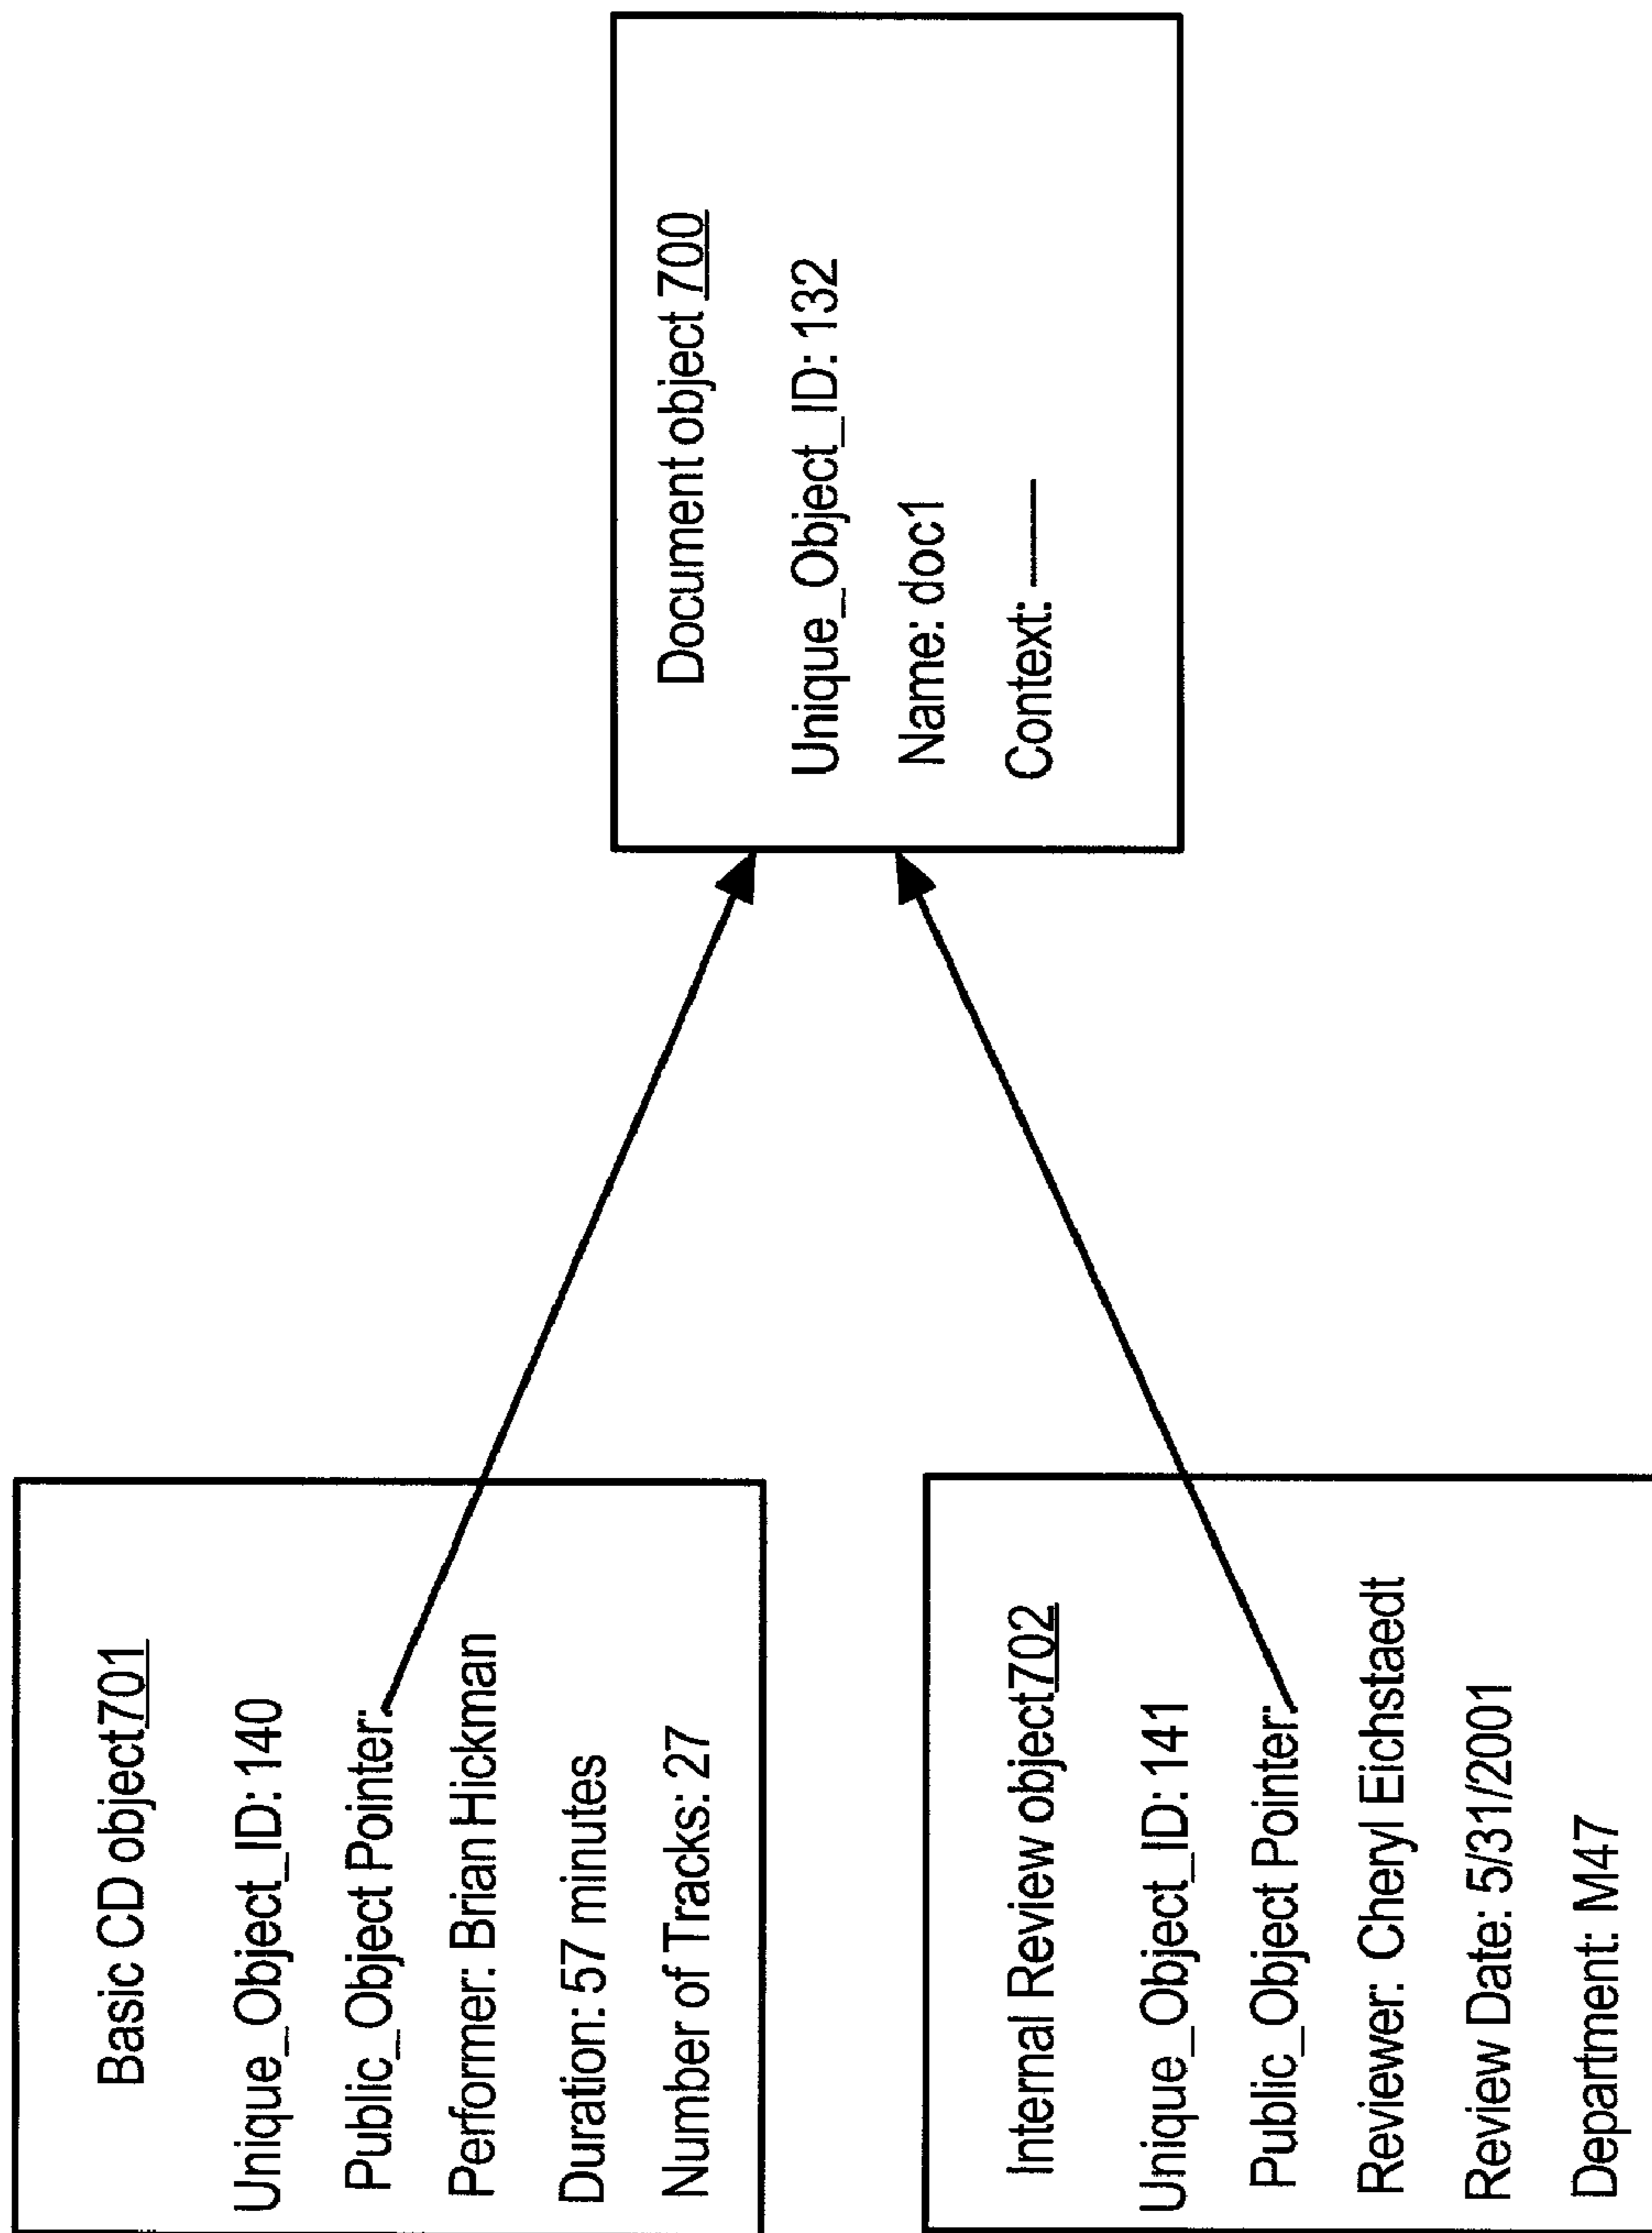 Basic CD object701
Unique_Object_ID: 140
Public_Object Pointer:
Performer: Brian Hickman
Duration: 57 minutes
Number of Tracks: 27
Internal Review object702
Unique_Object_ID: 141
Public_Object Pointer:
Reviewer: Cheryl Eichstaedt
Review Date: 5/31/2001
Department: M47
Document object 700
Unique_Object_ID: 132
Name: doc1
Context: ——